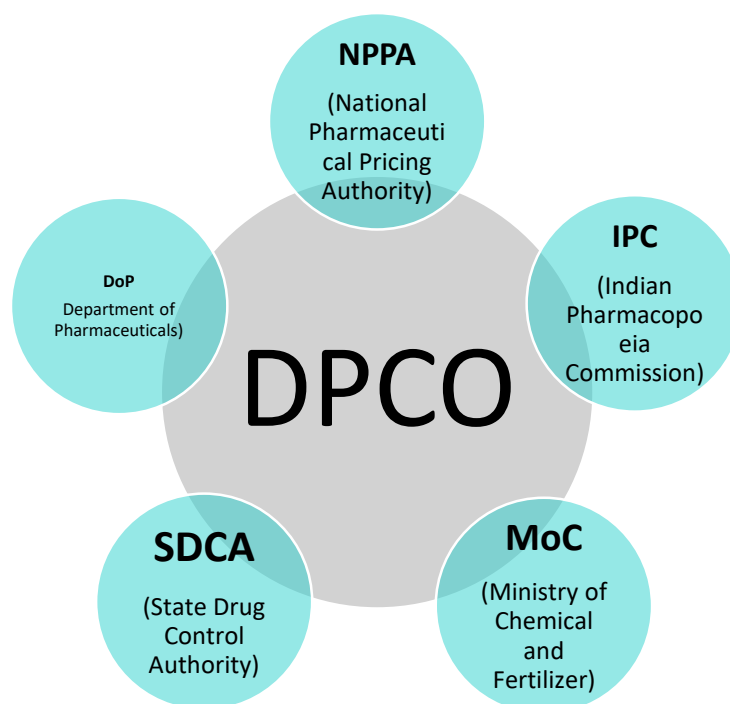 NPPA
(National
Pharmaceuti
cal Pricing
Authority)
IPC
(Indian
Pharmacopo
eia
Commission)
DoP
Department of
Pharmaceuticals)
DPCO
SDCA
(State Drug
Control
Authority)
MoC
(Ministry of
Chemical
and
Fertilizer)